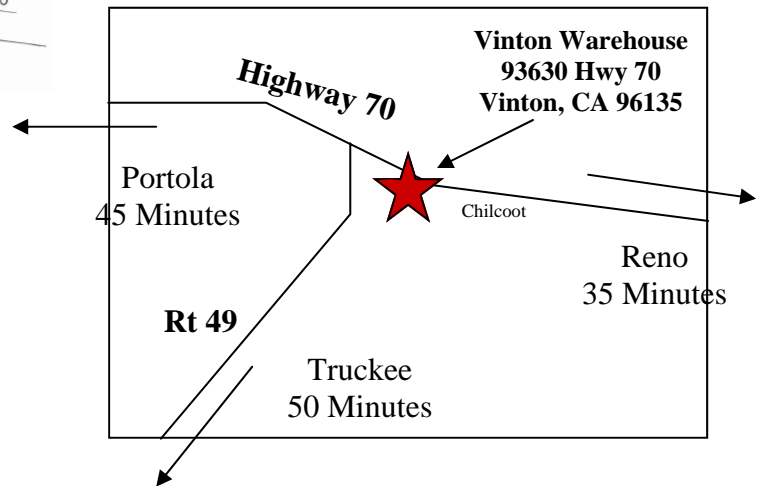 Vinton Warehouse
93630 Hwy 70
Vinton, CA 96135
Highway 70
Portola
45 Minutes
Chilcoot
Reno
35 Minutes
Rt 49
Truckee
50 Minutes